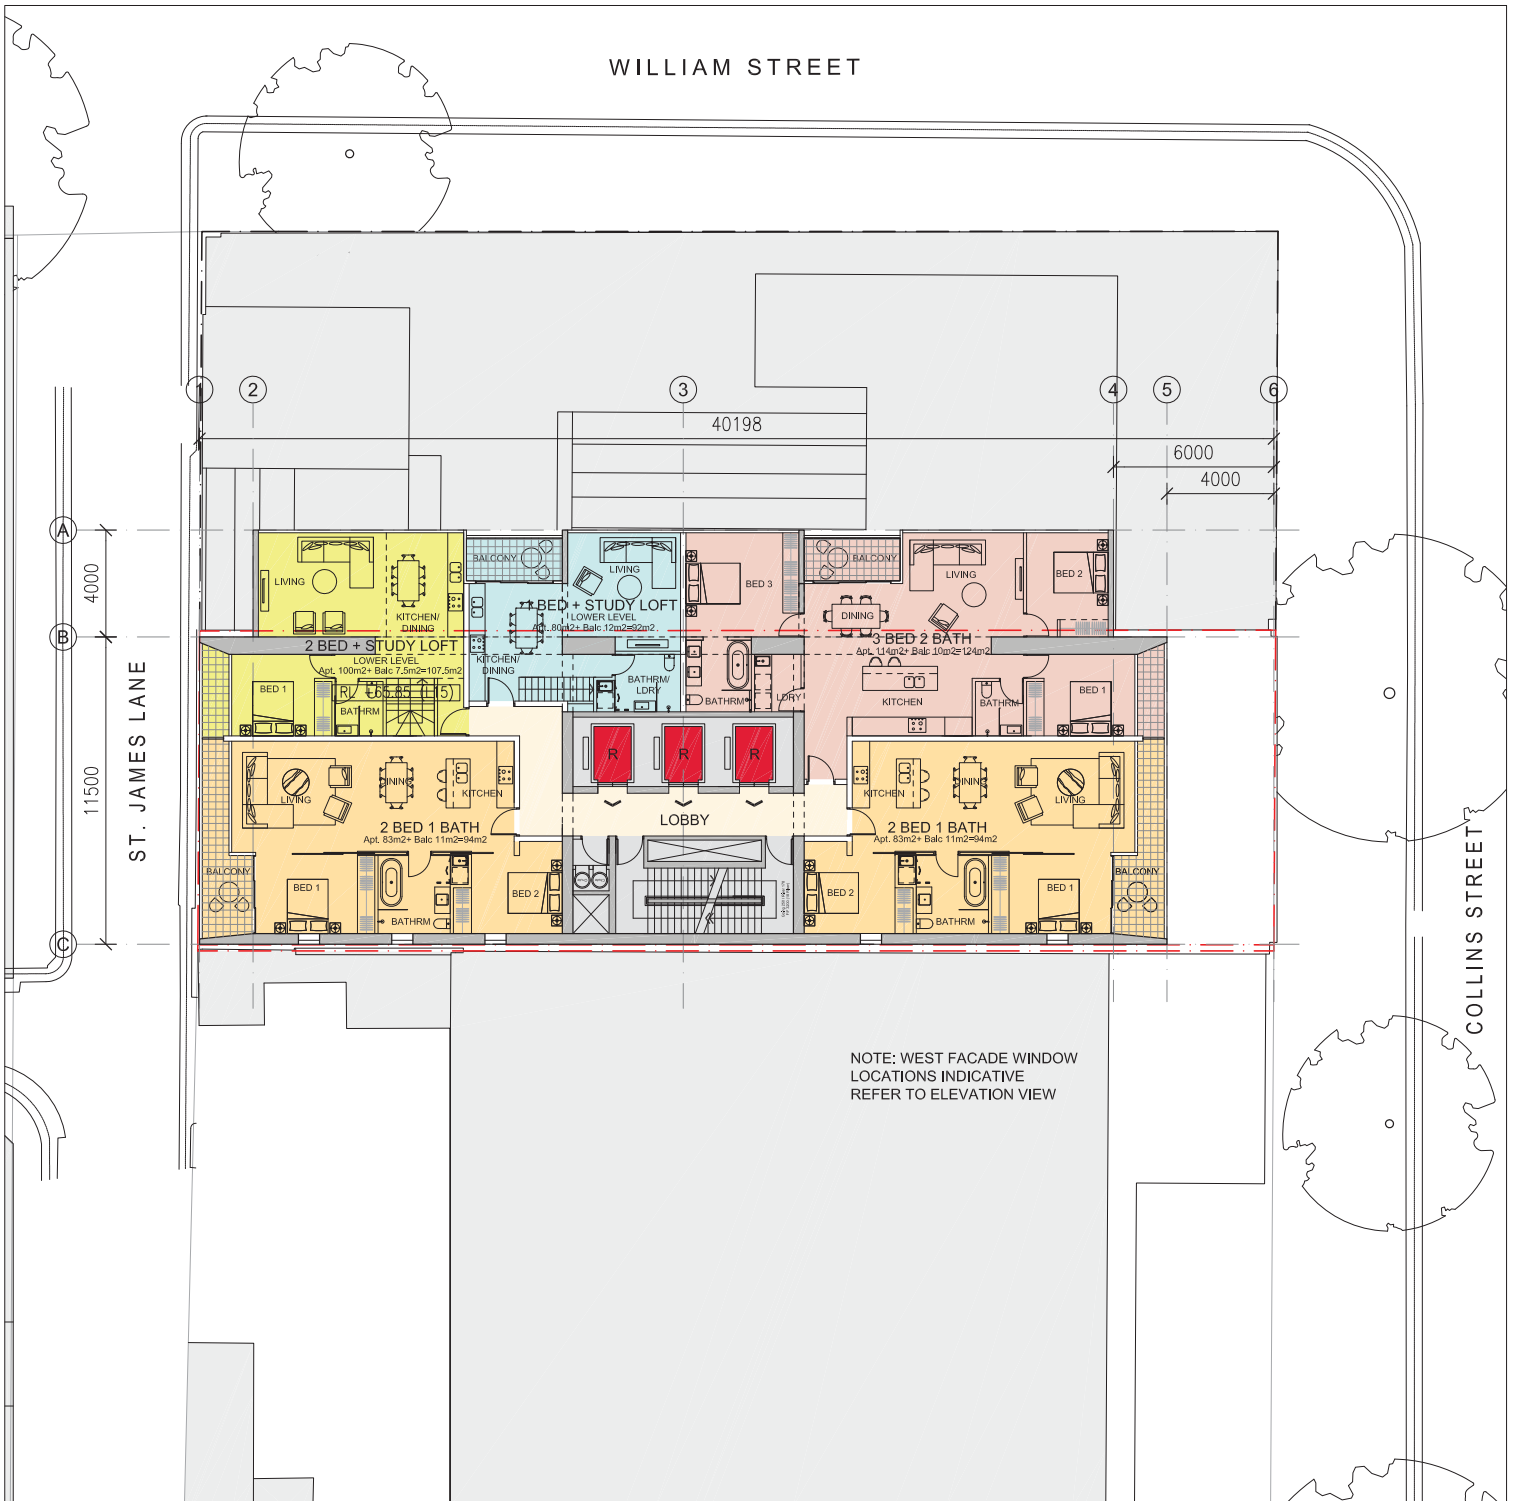 WILLIAM STREET
2
3
4
5
6
40198
6000
4000
A
4000
B
11500
C
ST. JAMES LANE
COLLINS STREET
LIVING
KITCHEN/
DINING
2 BED + STUDY LOFT
LOWER LEVEL
Apt. 100m2+ Balc 7.5m2=107.5m2
BED 1
BATHRM
BALCONY
LIVING
1 BED + STUDY LOFT
LOWER LEVEL
Apt. 80m2+ Balc 12m2=92m2
KITCHEN/
DINING
BATHRM/
LDRY
BED 3
BALCONY
LIVING
BED 2
DINING
3 BED 2 BATH
Apt. 114m2+ Balc 10m2=124m2
KITCHEN
BATHRM
LDRY
BATHRM
BED 1
R
R
R
LOBBY
LIVING
KITCHEN
2 BED 1 BATH
Apt. 83m2+ Balc 11m2=94m2
BALCONY
BED 1
BATHRM
BED 2
KITCHEN
LIVING
2 BED 1 BATH
Apt. 83m2+ Balc 11m2=94m2
BALCONY
BED 2
BATHRM
BED 1
NOTE: WEST FACADE WINDOW
LOCATIONS INDICATIVE
REFER TO ELEVATION VIEW